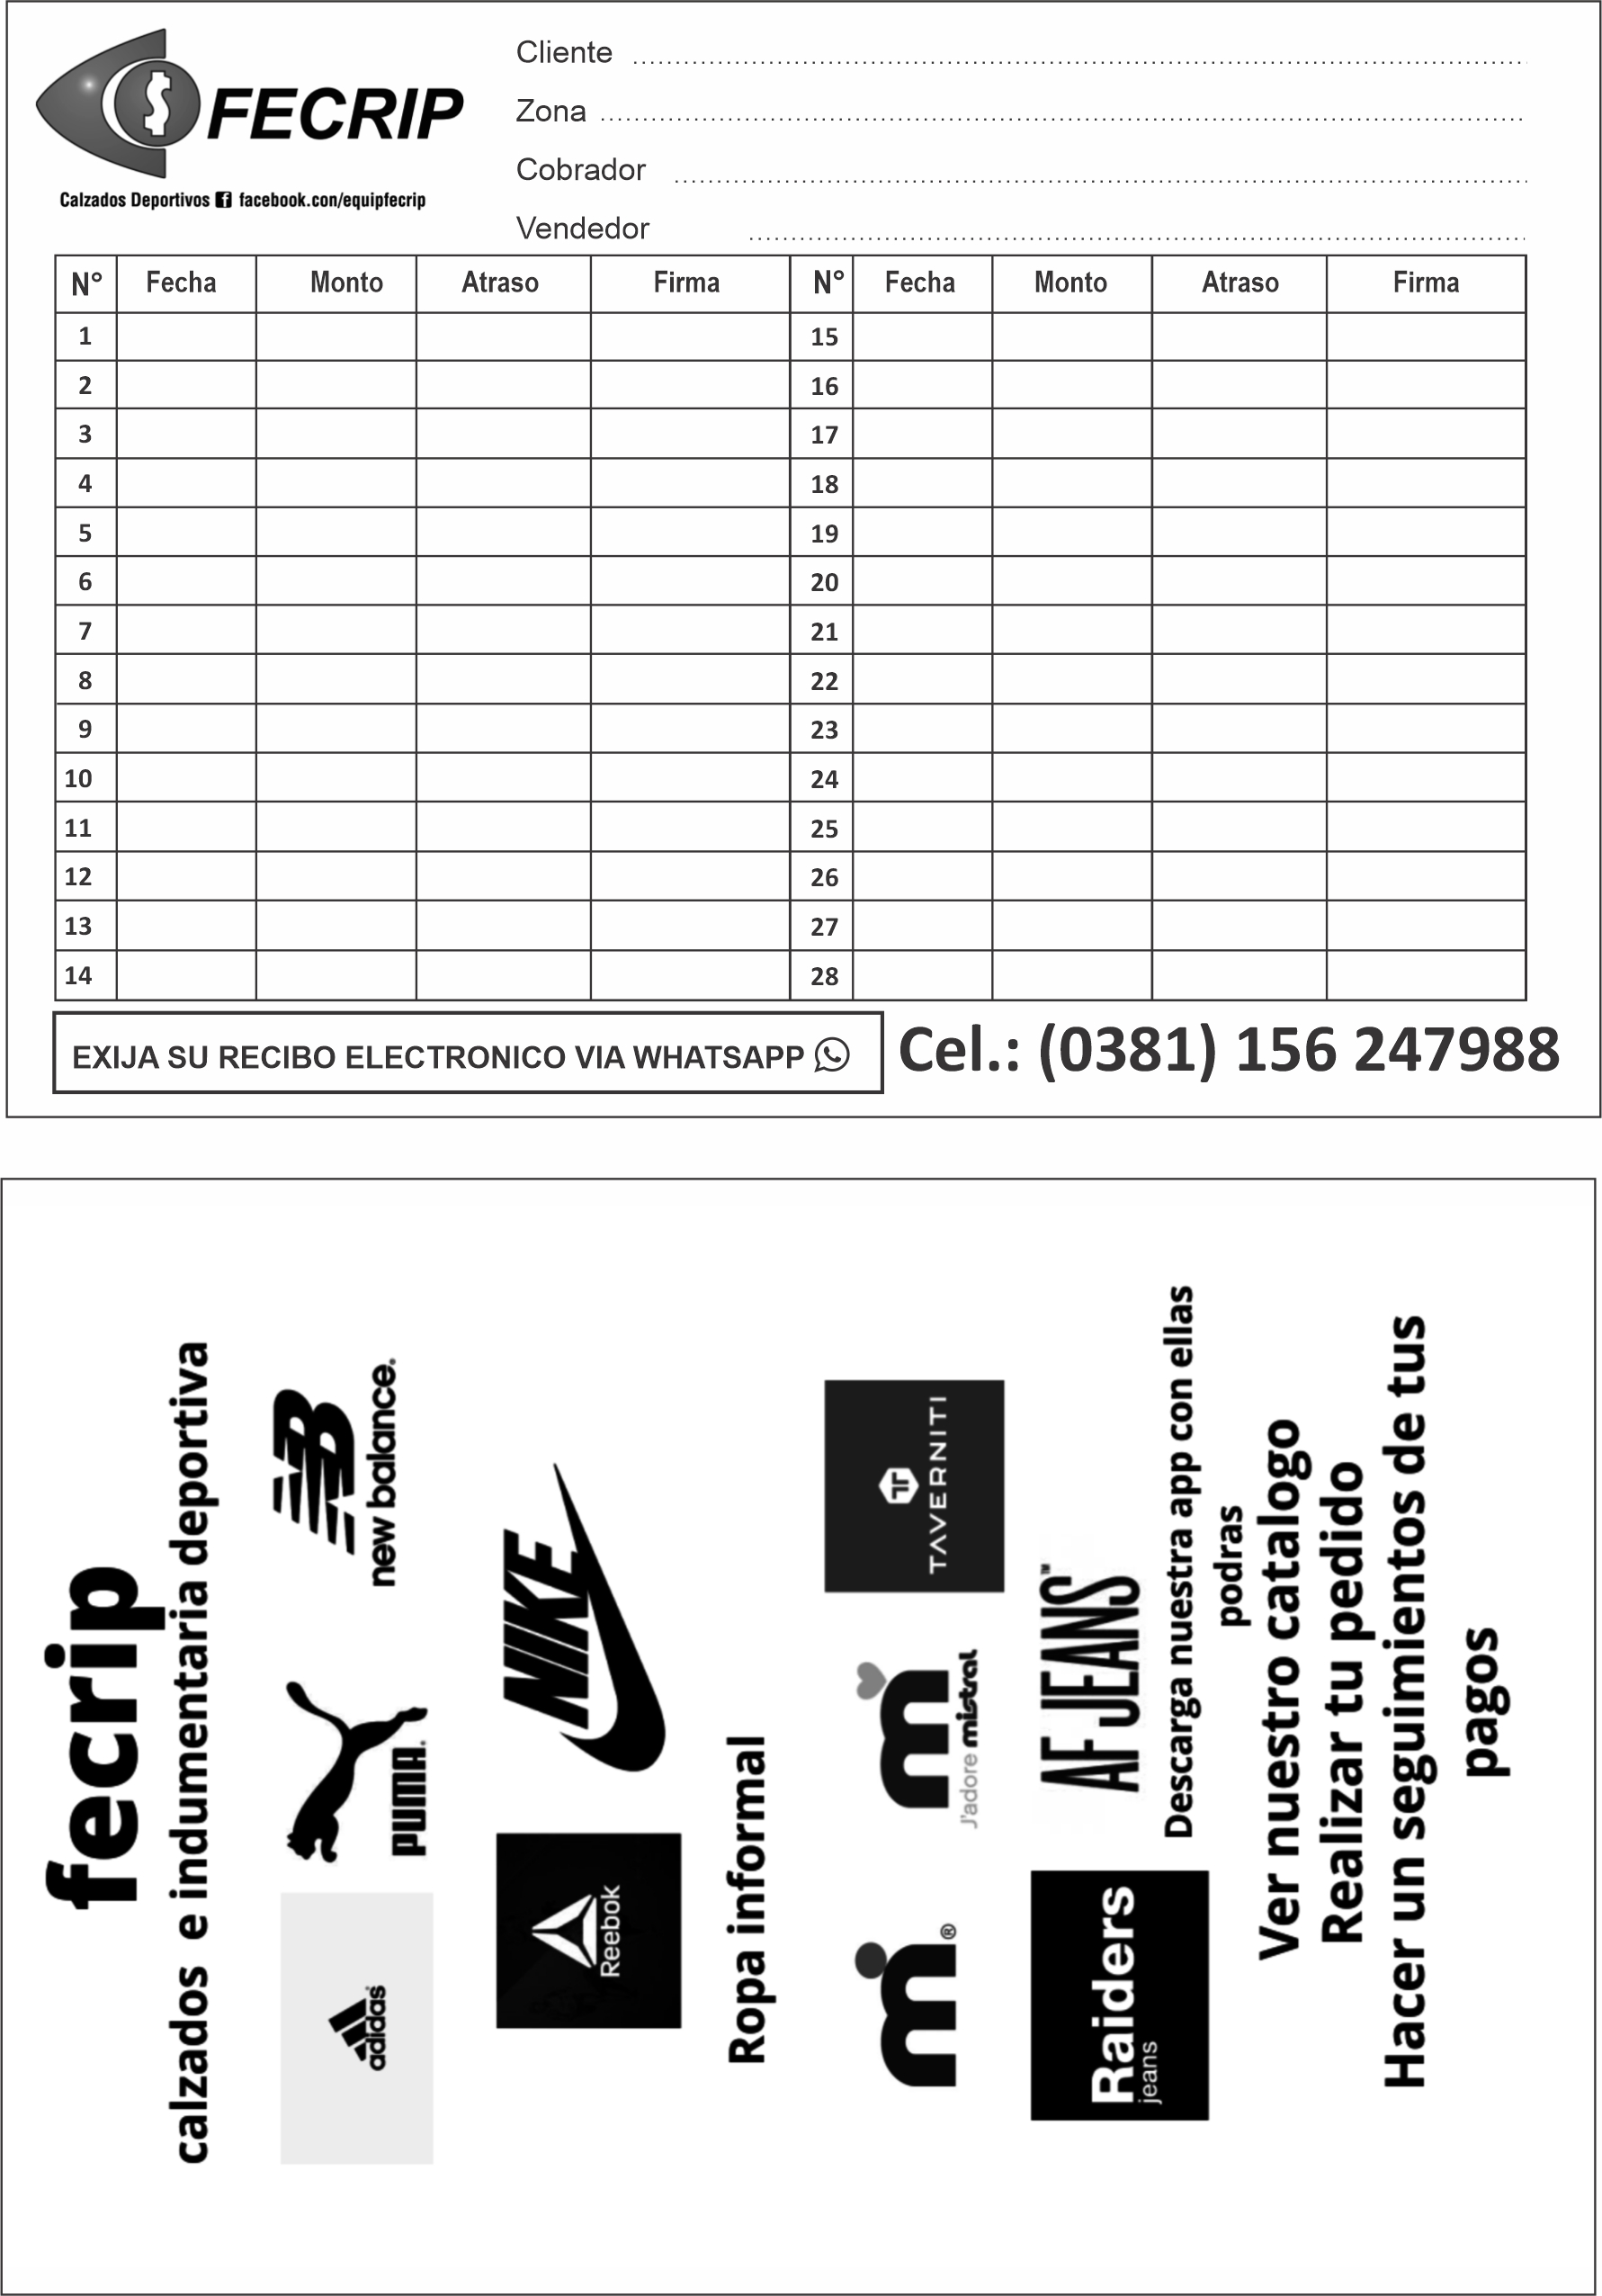 FECRIP
Calzados Deportivos f facebook.con/equipfecrip
Cliente
Zona
Cobrador
Vendedor
N° Fecha Monto Atraso Firma N° Fecha Monto Atraso Firma
1 15
2 16
3 17
4 18
5 19
6 20
7 21
8 22
9 23
10 24
11 25
12 26
13 27
14 28
EXIJA SU RECIBO ELECTRONICO VIA WHATSAPP
Cel.: (0381) 156 247988
fecrip
calzados e indumentaria deportiva
adidas
PUMA
new balance
Reebok
NIKE
Ropa informal
m®
m
J'adore mistral
TAVERNITI
Raiders
jeans
AF JEANS™
Descarga nuestra app con ellas
podras
Ver nuestro catalogo
Realizar tu pedido
Hacer un seguimientos de tus
pagos